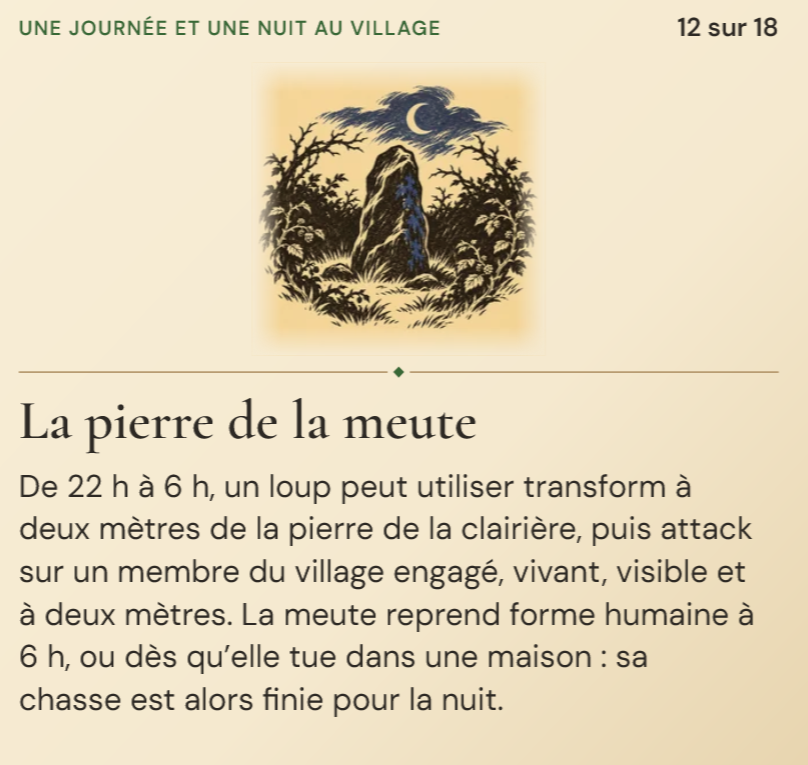 UNE JOURNÉE ET UNE NUIT AU VILLAGE
12 sur 18
La pierre de la meute
De 22 h à 6 h, un loup peut utiliser transform à
deux mètres de la pierre de la clairière, puis attack
sur un membre du village engagé, vivant, visible et
à deux mètres. La meute reprend forme humaine à
6 h, ou dès qu’elle tue dans une maison : sa
chasse est alors finie pour la nuit.